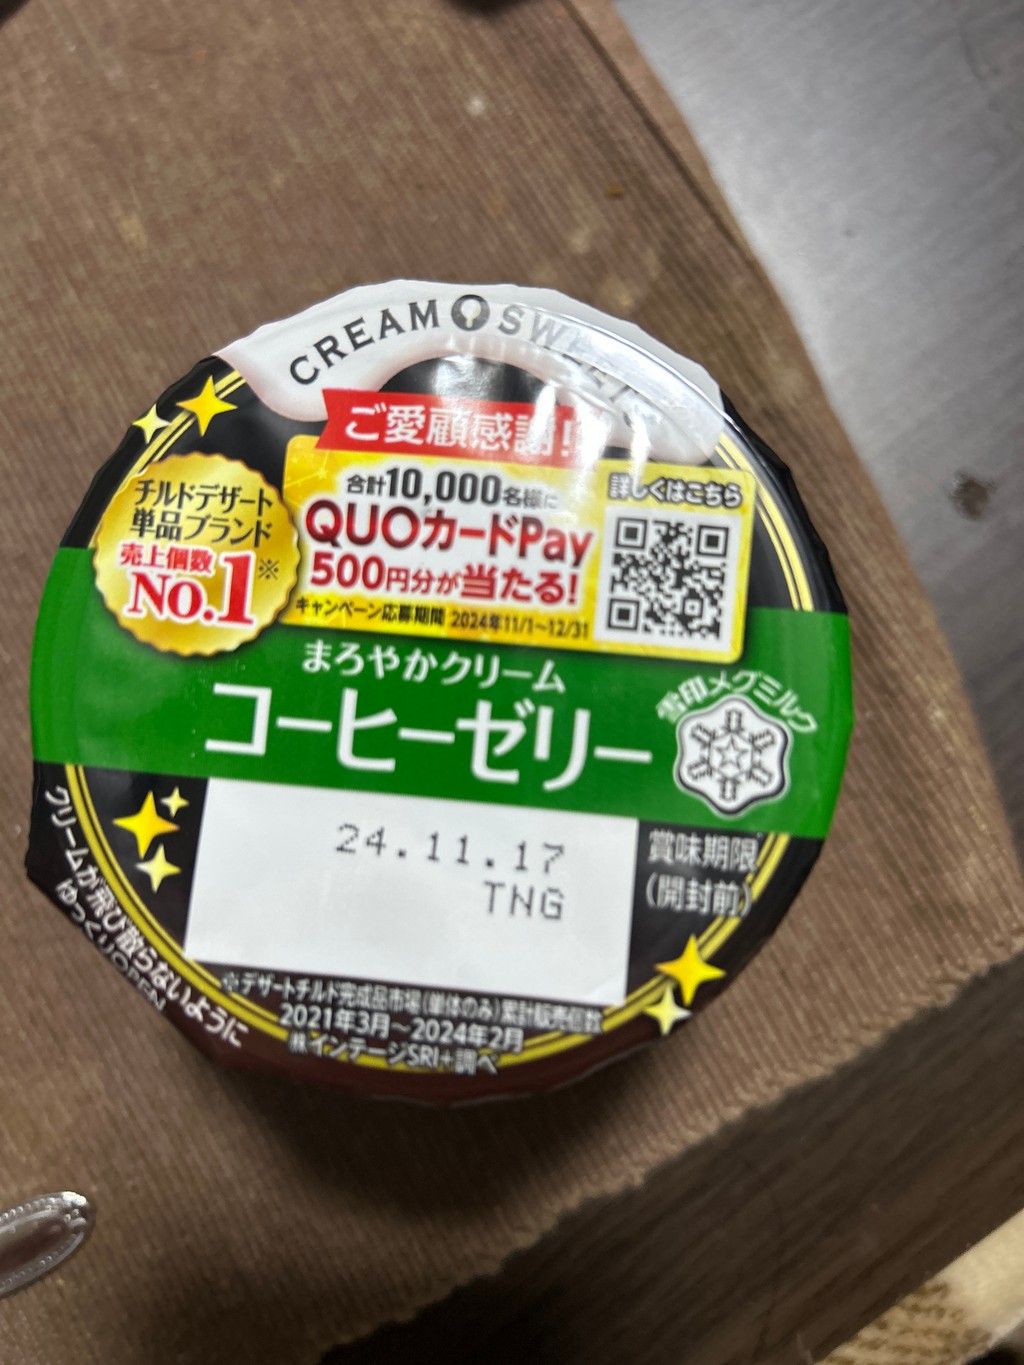 CREAM SWEETS
ご愛顧感謝!
チルドデザート
単品ブランド
売上個数
No.1※
合計10,000名様に
QUOカードPay
500円分が当たる!
キャンペーン応募期間 2024年11/1〜12/31
詳しくはこちら
まろやかクリーム
コーヒーゼリー
雪印メグミルク
24.11.17
TNG
賞味期限
(開封前)
クリームが飛び散らないように
ゆっくりOPEN
※デザートチルド完成品市場(単体のみ)累計販売個数
2021年3月〜2024年2月
㈱インテージSRI+調べ